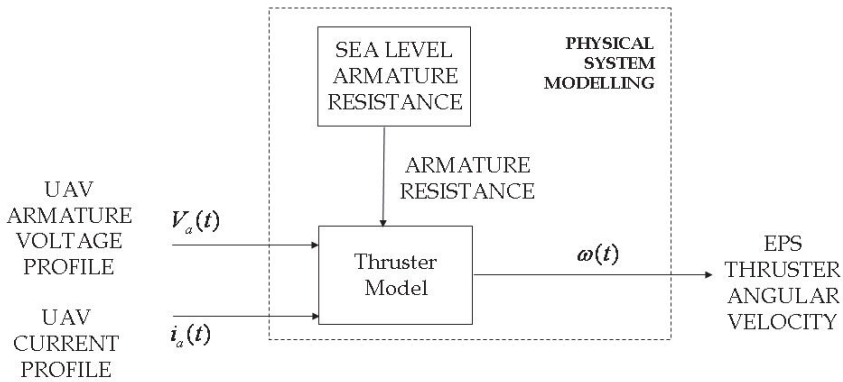 SEA LEVEL
ARMATURE
RESISTANCE
PHYSICAL
SYSTEM
MODELLING
ARMATURE
RESISTANCE
UAV
ARMATURE
VOLTAGE
PROFILE
V_a(t)
Thruster
Model
ω(t)
EPS
THRUSTER
ANGULAR
VELOCITY
UAV
CURRENT
PROFILE
i_a(t)